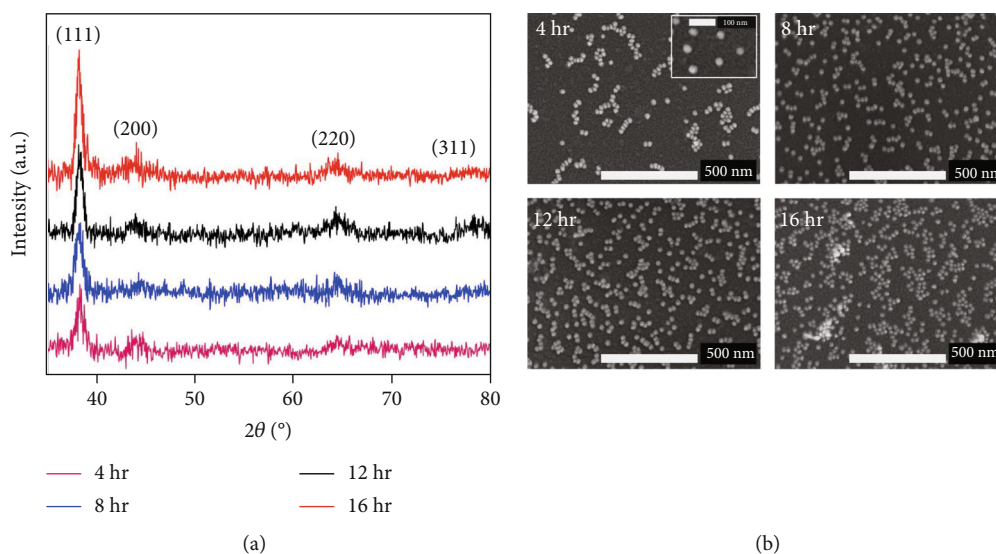 (111)
(200)
(220)
(311)
Intensity (a.u.)
40 50 60 70 80
2θ (°)
4 hr
12 hr
8 hr
16 hr
(a)
4 hr
100 nm
500 nm
8 hr
500 nm
12 hr
500 nm
16 hr
500 nm
(b)